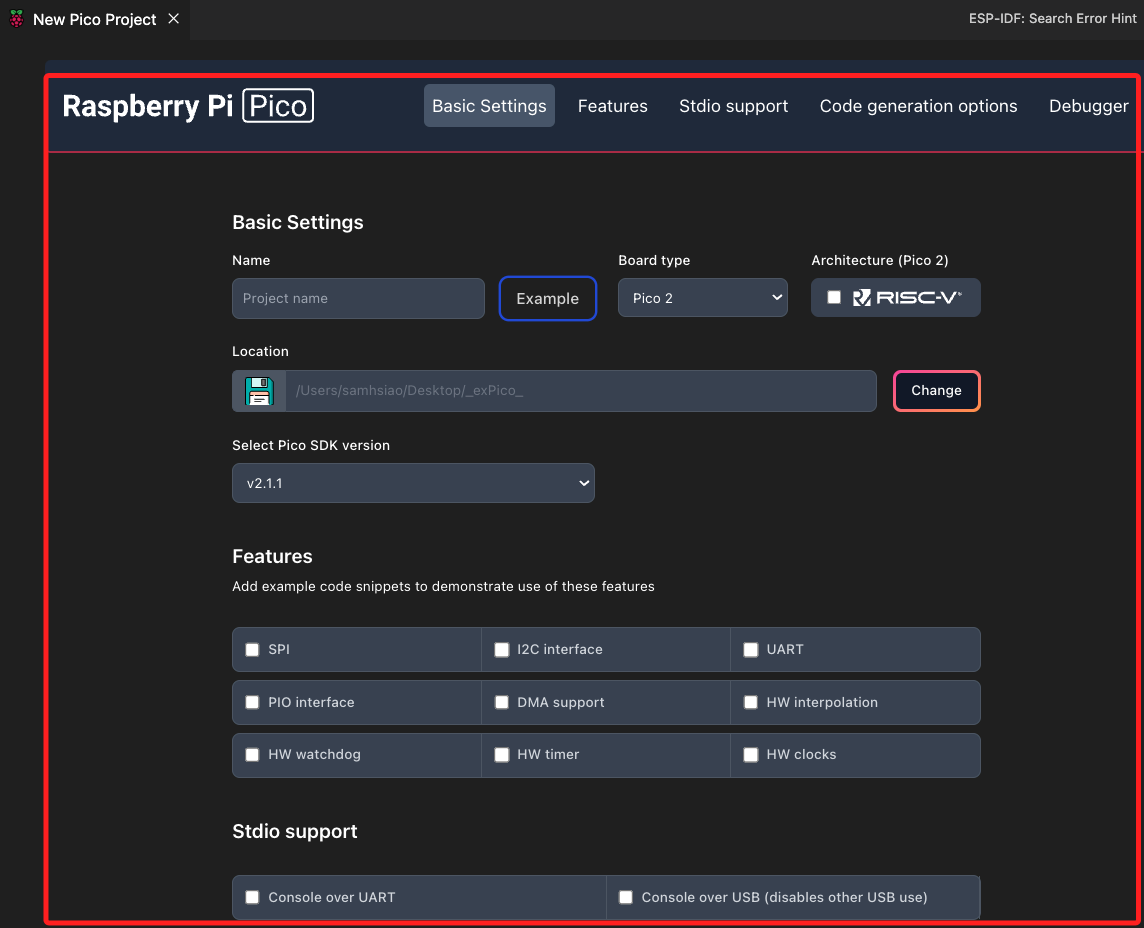 New Pico Project
ESP-IDF: Search Error Hint
Raspberry Pi Pico
Basic Settings Features Stdio support Code generation options Debugger
Basic Settings
Name Board type Architecture (Pico 2)
Project name Example Pico 2 RISC-V®
Location
/Users/samhsiao/Desktop/_exPico_ Change
Select Pico SDK version
v2.1.1
Features
Add example code snippets to demonstrate use of these features
SPI I2C interface UART
PIO interface DMA support HW interpolation
HW watchdog HW timer HW clocks
Stdio support
Console over UART Console over USB (disables other USB use)